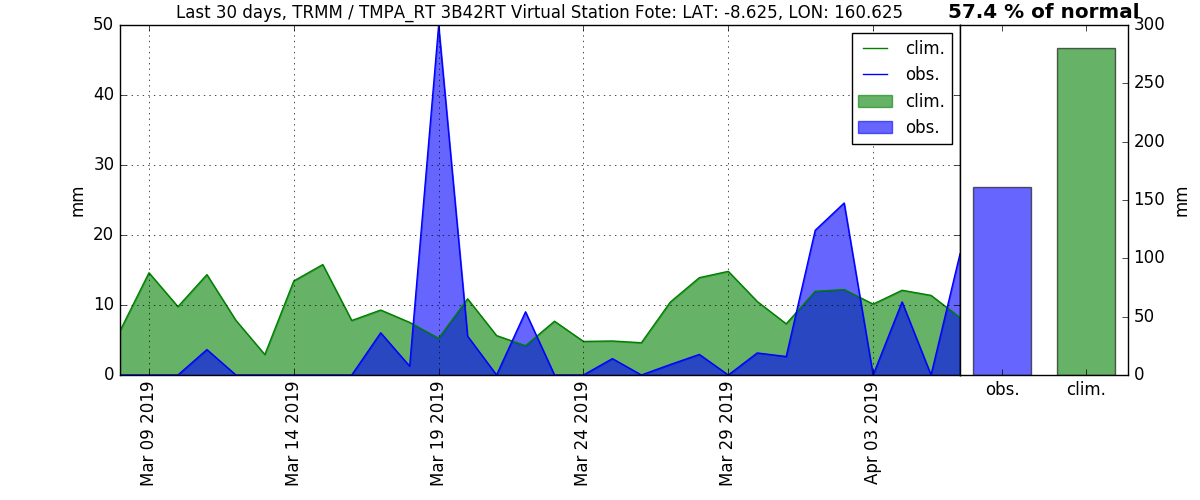 Last 30 days, TRMM / TMPA_RT 3B42RT Virtual Station Fote: LAT: -8.625, LON: 160.625
57.4 % of normal
50
40
30
20
10
0
mm
clim.
obs.
clim.
obs.
300
250
200
150
100
50
0
mm
Mar 09 2019
Mar 14 2019
Mar 19 2019
Mar 24 2019
Mar 29 2019
Apr 03 2019
obs.
clim.